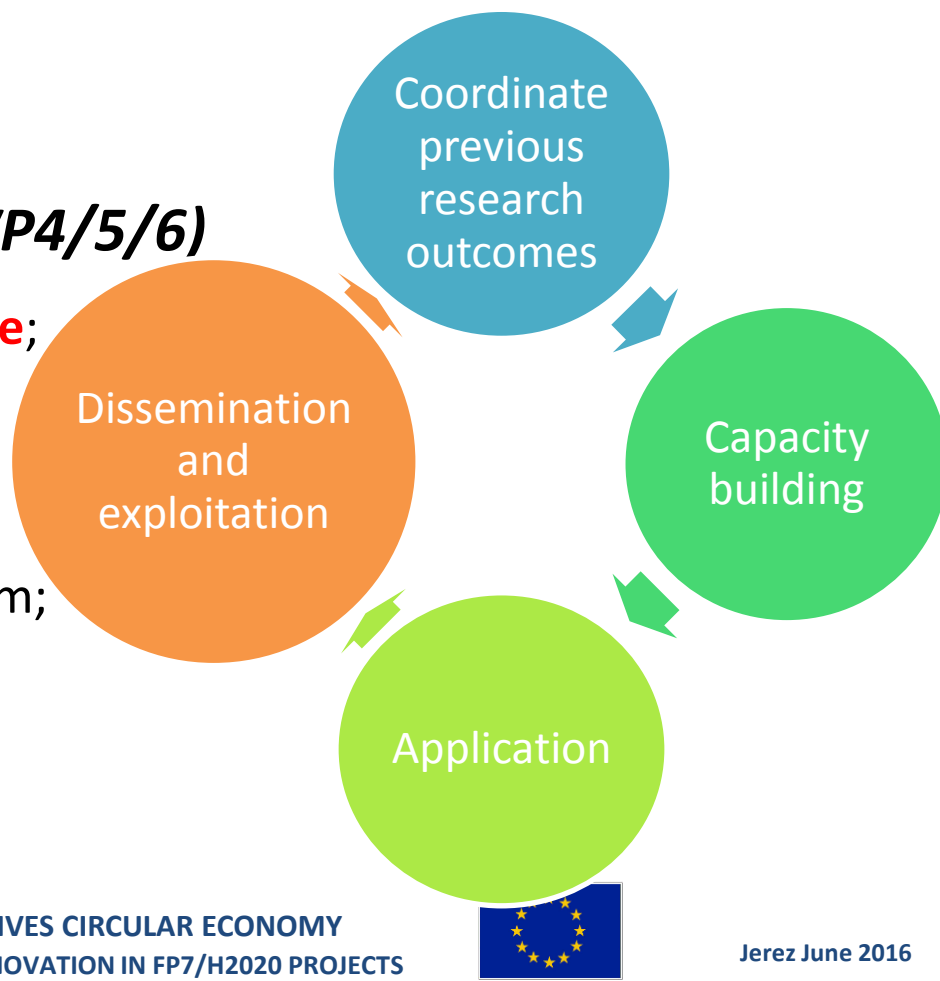 Coordinate
previous
research
outcomes
P4/5/6)
e;
Dissemination
and
exploitation
Capacity
building
m;
Application
IVES CIRCULAR ECONOMY
NOVATION IN FP7/H2020 PROJECTS
Jerez June 2016